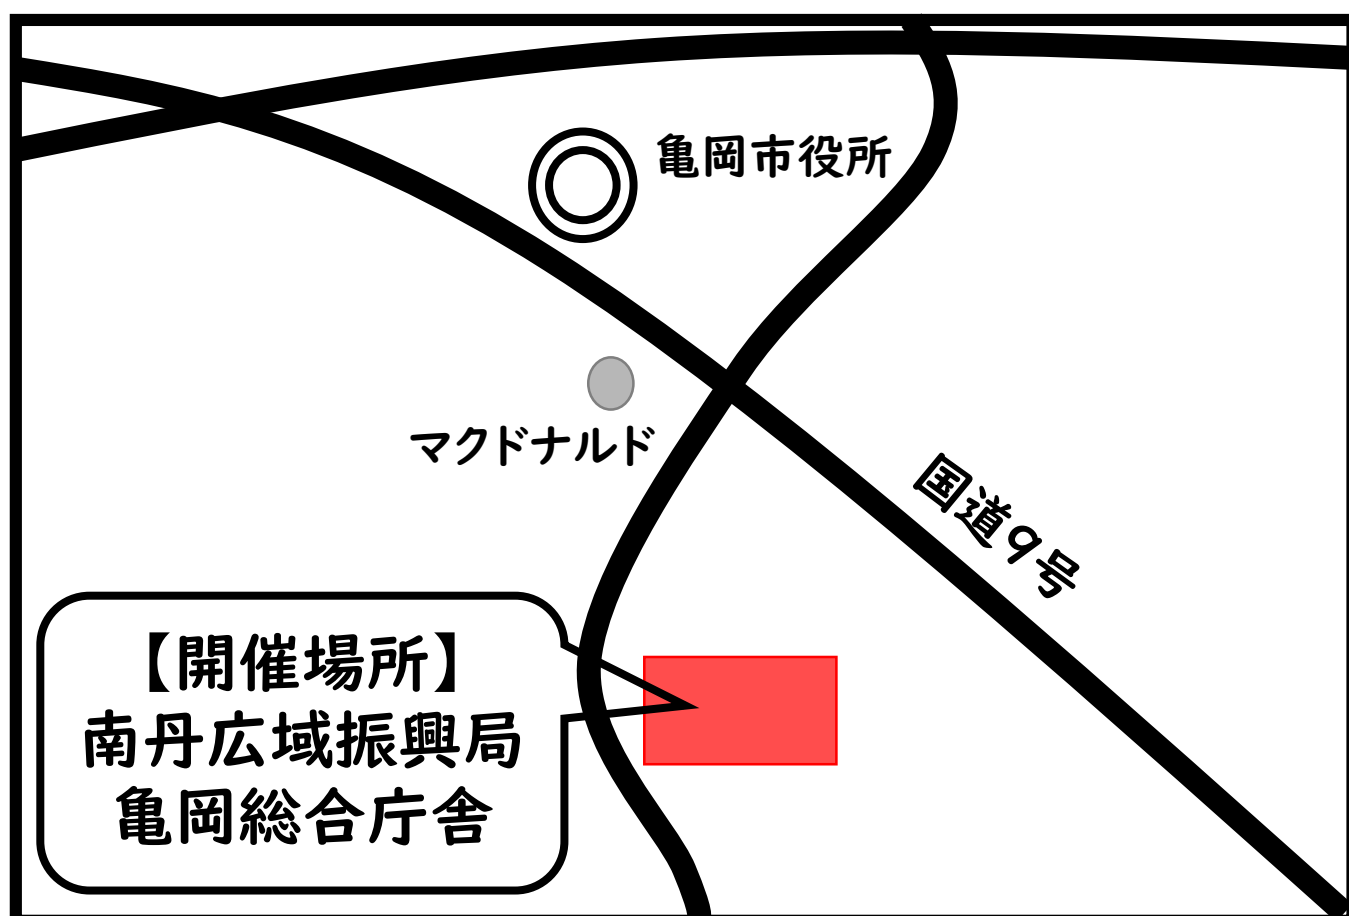 亀岡市役所
マクドナルド
国道9号
【開催場所】
南丹広域振興局
亀岡総合庁舎